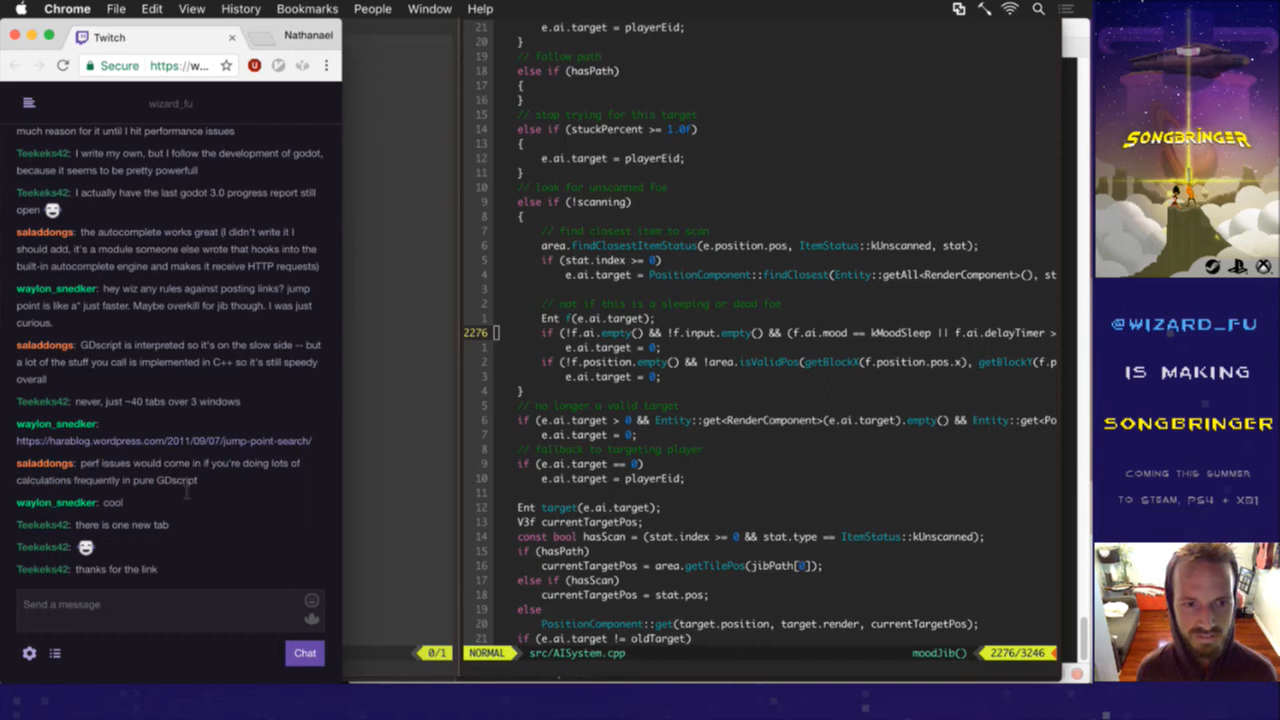 Chrome File Edit View History Bookmarks People Window Help
Twitch
Nathanael
Secure https://w...
wizard_fu
much reason for it until I hit performance issues
Teekeks42: I write my own, but I follow the development of godot,
because it seems to be pretty powerfull
Teekeks42: I actually have the last godot 3.0 progress report still
open
saladdongs: the autocomplete works great (I didn't write it I
should add, it's a module someone else wrote that hooks into the
built-in autocomplete engine and makes it receive HTTP requests)
waylon_snedker: hey wiz any rules against posting links? jump
point is like a* just faster. Maybe overkill for jib though. I was just
curious.
saladdongs: GDscript is interpreted so it's on the slow side -- but
a lot of the stuff you call is implemented in C++ so it's still speedy
overall
Teekeks42: never, just ~40 tabs over 3 windows
waylon_snedker:
https://harablog.wordpress.com/2011/09/07/jump-point-search/
saladdongs: perf issues would come in if you're doing lots of
calculations frequently in pure GDscript
waylon_snedker: cool
Teekeks42: there is one new tab
Teekeks42:
Teekeks42: thanks for the link
Send a message
Chat
0/1
21 e.ai.target = playerEid;
20 }
19 // follow path
18 else if (hasPath)
17 {
16 }
15 // stop trying for this target
14 else if (stuckPercent >= 1.0f)
13 {
12 e.ai.target = playerEid;
11 }
10 // look for unscanned foe
9 else if (!scanning)
8 {
7 // find closest item to scan
6 area.findClosestItemStatus(e.position.pos, ItemStatus::kUnscanned, stat);
5 if (stat.index >= 0)
4 e.ai.target = PositionComponent::findClosest(Entity::getAll<RenderComponent>(), st
3
2 // not if this is a sleeping or dead foe
1 Ent f(e.ai.target);
2276 if (!f.ai.empty() && !f.input.empty() && (f.ai.mood == kMoodSleep || f.ai.delayTimer >
1 e.ai.target = 0;
2 if (!f.position.empty() && !area.isValidPos(getBlockX(f.position.pos.x), getBlockY(f.p
3 e.ai.target = 0;
4 }
5 // no longer a valid target
6 if (e.ai.target > 0 && Entity::get<RenderComponent>(e.ai.target).empty() && Entity::get<Po
7 e.ai.target = 0;
8 // fallback to targeting player
9 if (e.ai.target == 0)
10 e.ai.target = playerEid;
11
12 Ent target(e.ai.target);
13 V3f currentTargetPos;
14 const bool hasScan = (stat.index >= 0 && stat.type == ItemStatus::kUnscanned);
15 if (hasPath)
16 currentTargetPos = area.getTilePos(jibPath[0]);
17 else if (hasScan)
18 currentTargetPos = stat.pos;
19 else
20 PositionComponent::get(target.position, target.render, currentTargetPos);
21 if (e.ai.target != oldTarget)
NORMAL src/AISystem.cpp moodJib() 2276/3246
SONGBRINGER
@WIZARD_FU
IS MAKING
SONGBRINGER
COMING THIS SUMMER
TO STEAM, PS4 + XB1